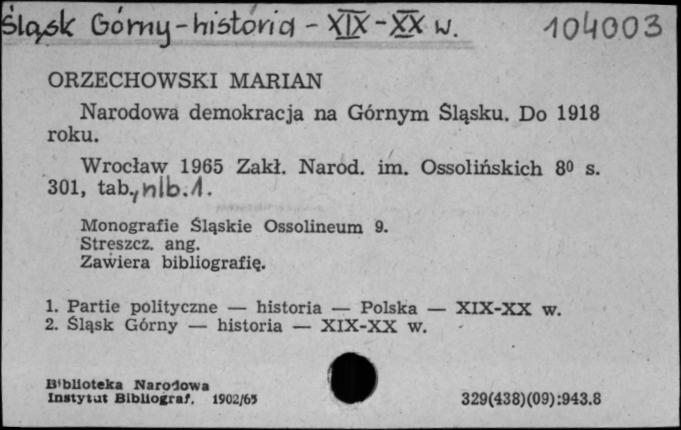 Śląsk Górny - historia - XIX - XX w. 104003
ORZECHOWSKI MARIAN
Narodowa demokracja na Górnym Śląsku. Do 1918
roku.
Wrocław 1965 Zakł. Narod. im. Ossolińskich 8⁰ s.
301, tab., nlb. 1.
Monografie Śląskie Ossolineum 9.
Streszcz. ang.
Zawiera bibliografię.
1. Partie polityczne — historia — Polska — XIX-XX w.
2. Śląsk Górny — historia — XIX-XX w.
Biblioteka Narodowa
Instytut Bibliograf. 1902/65 329(438)(09):943.8